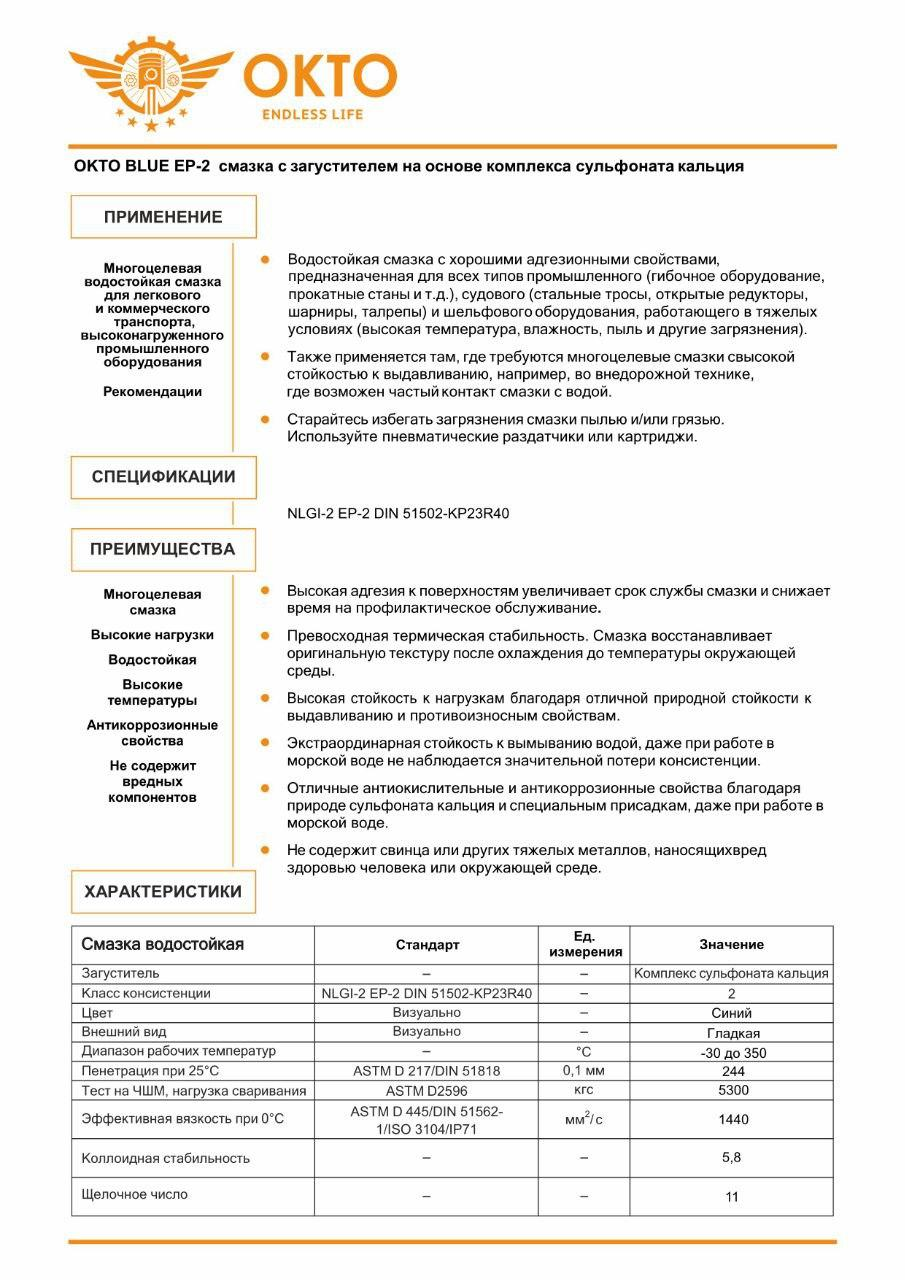 OKTO
ENDLESS LIFE
OKTO BLUE EP-2 смазка с загустителем на основе комплекса сульфоната кальция
ПРИМЕНЕНИЕ
Многоцелевая
водостойкая смазка
для легкового
и коммерческого
транспорта,
высоконагруженного
промышленного
оборудования
Рекомендации
Водостойкая смазка с хорошими адгезионными свойствами,
предназначенная для всех типов промышленного (гибочное оборудование,
прокатные станы и т.д.), судового (стальные тросы, открытые редукторы,
шарниры, талрепы) и шельфового оборудования, работающего в тяжелых
условиях (высокая температура, влажность, пыль и другие загрязнения).
Также применяется там, где требуются многоцелевые смазки свысокой
стойкостью к выдавливанию, например, во внедорожной технике,
где возможен частый контакт смазки с водой.
Старайтесь избегать загрязнения смазки пылью и/или грязью.
Используйте пневматические раздатчики или картриджи.
СПЕЦИФИКАЦИИ
NLGI-2 EP-2 DIN 51502-KP23R40
ПРЕИМУЩЕСТВА
Многоцелевая
смазка
Высокие нагрузки
Водостойкая
Высокие
температуры
Антикоррозионные
свойства
Не содержит
вредных
компонентов
Высокая адгезия к поверхностям увеличивает срок службы смазки и снижает
время на профилактическое обслуживание.
Превосходная термическая стабильность. Смазка восстанавливает
оригинальную текстуру после охлаждения до температуры окружающей
среды.
Высокая стойкость к нагрузкам благодаря отличной природной стойкости к
выдавливанию и противоизносным свойствам.
Экстраординарная стойкость к вымыванию водой, даже при работе в
морской воде не наблюдается значительной потери консистенции.
Отличные антиокислительные и антикоррозионные свойства благодаря
природе сульфоната кальция и специальным присадкам, даже при работе в
морской воде.
Не содержит свинца или других тяжелых металлов, наносящихвред
здоровью человека или окружающей среде.
ХАРАКТЕРИСТИКИ
Смазка водостойкая Стандарт Ед. измерения Значение
Загуститель – – Комплекс сульфоната кальция
Класс консистенции NLGI-2 EP-2 DIN 51502-KP23R40 – 2
Цвет Визуально – Синий
Внешний вид Визуально – Гладкая
Диапазон рабочих температур – °C -30 до 350
Пенетрация при 25°C ASTM D 217/DIN 51818 0,1 мм 244
Тест на ЧШМ, нагрузка сваривания ASTM D2596 кгс 5300
Эффективная вязкость при 0°C ASTM D 445/DIN 51562-1/ISO 3104/IP71 мм²/с 1440
Коллоидная стабильность – – 5,8
Щелочное число – – 11